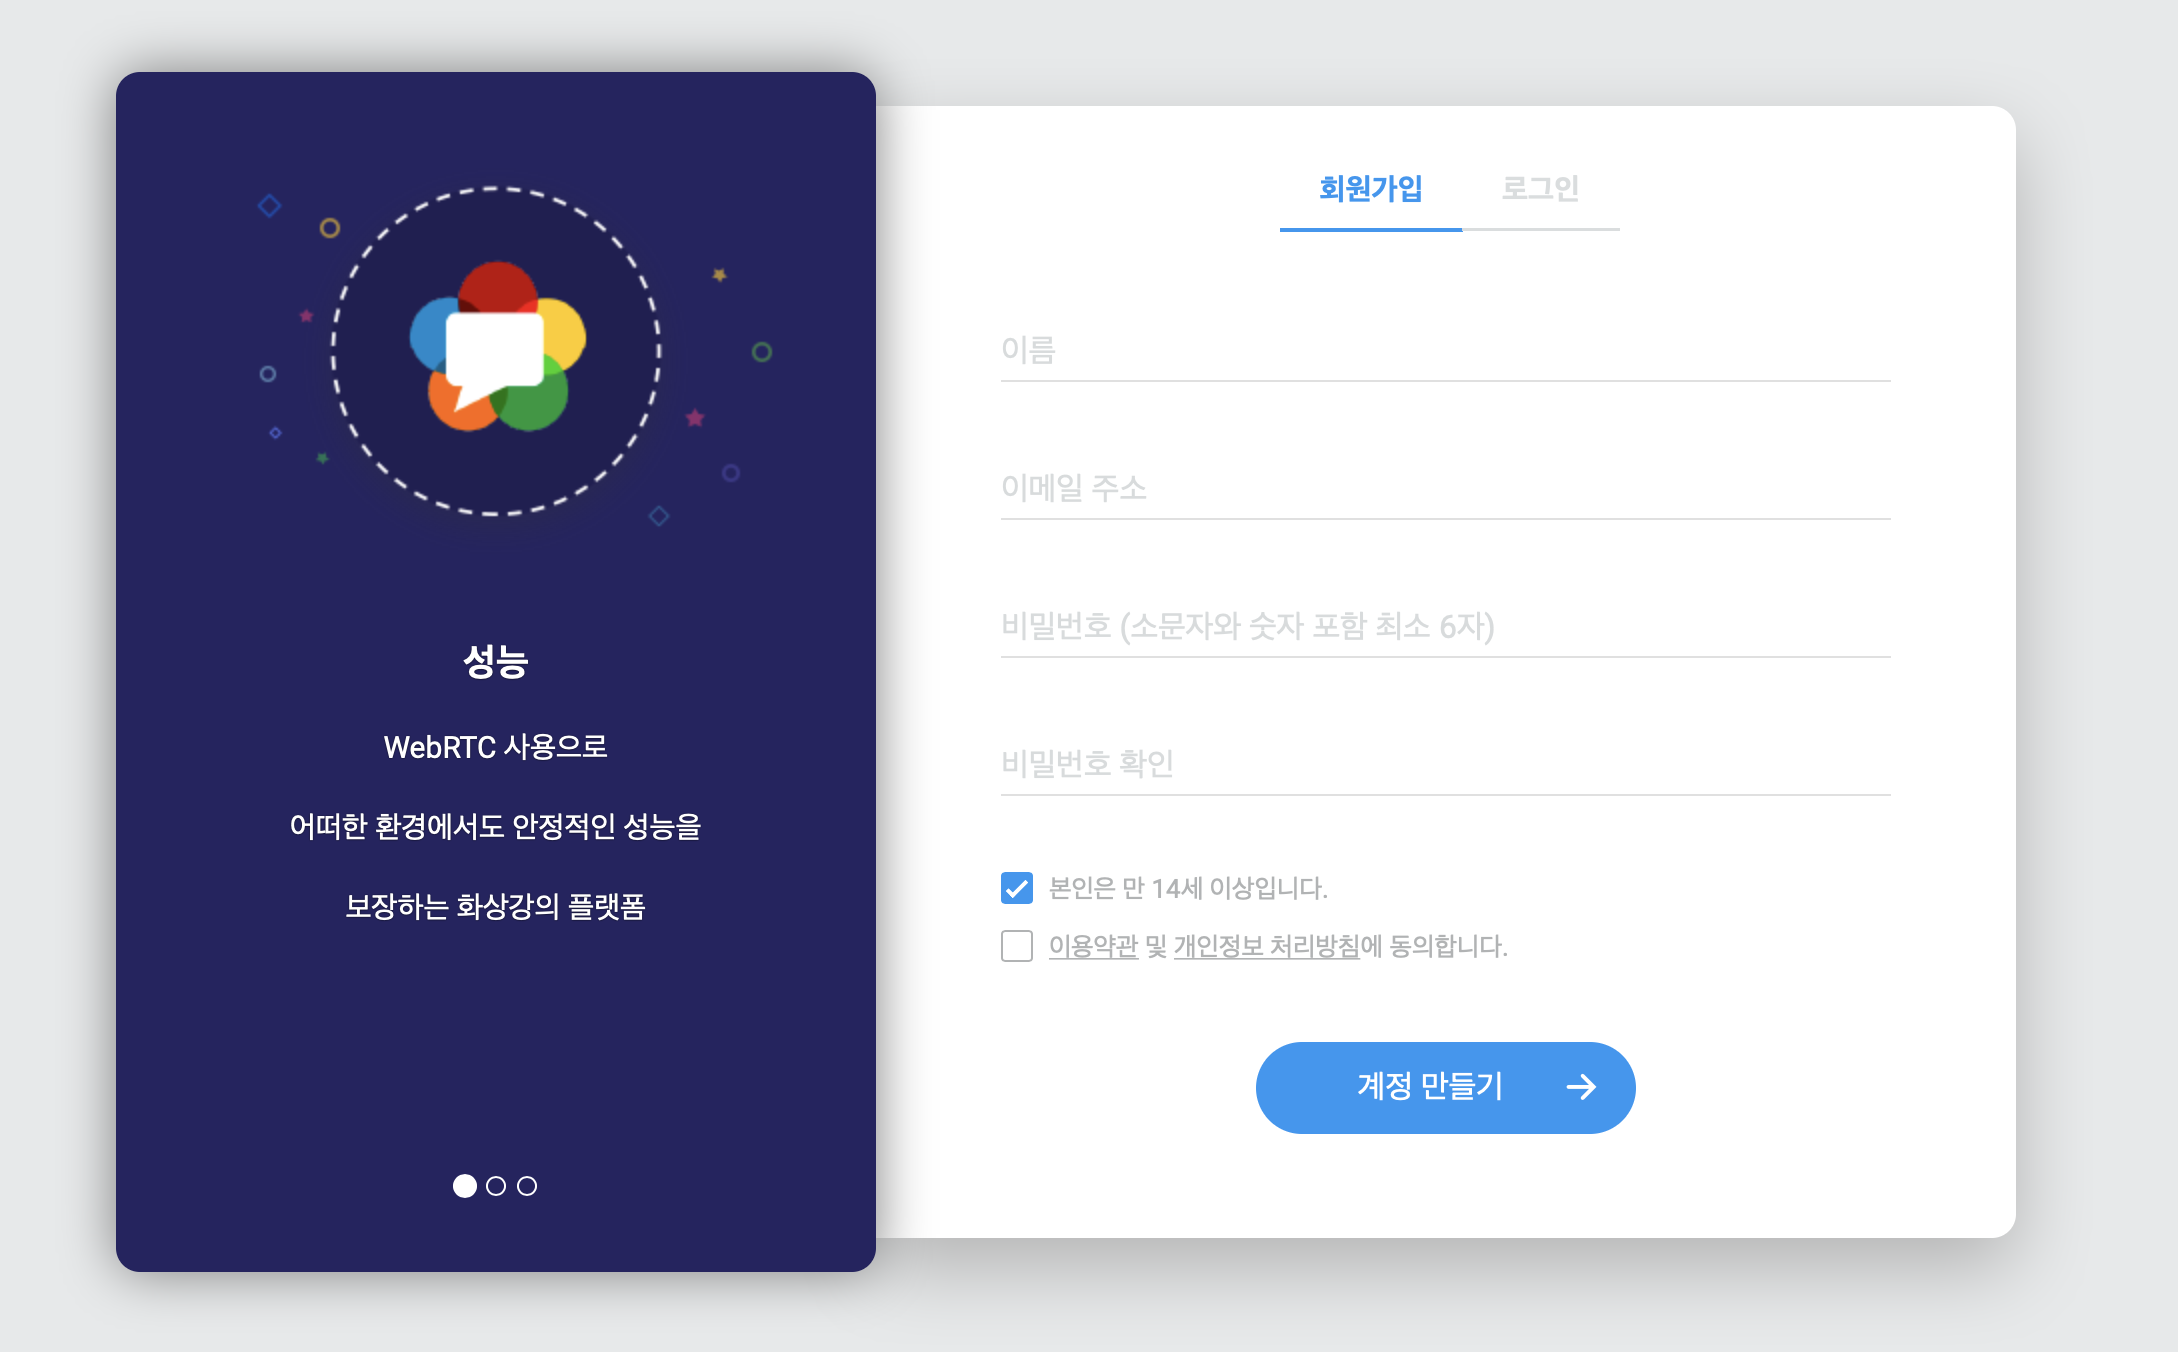 성능
WebRTC 사용으로
어떠한 환경에서도 안정적인 성능을
보장하는 화상강의 플랫폼
회원가입
로그인
이름
이메일 주소
비밀번호 (소문자와 숫자 포함 최소 6자)
비밀번호 확인
본인은 만 14세 이상입니다.
이용약관 및 개인정보 처리방침에 동의합니다.
계정 만들기